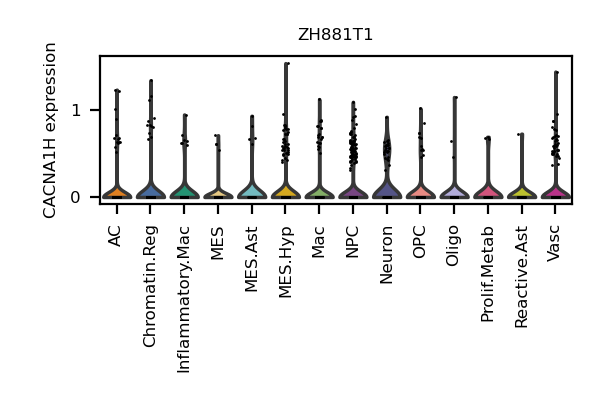 ZH881T1
CACNA1H expression
1
0
AC
Chromatin.Reg
Inflammatory.Mac
MES
MES.Ast
MES.Hyp
Mac
NPC
Neuron
OPC
Oligo
Prolif.Metab
Reactive.Ast
Vasc